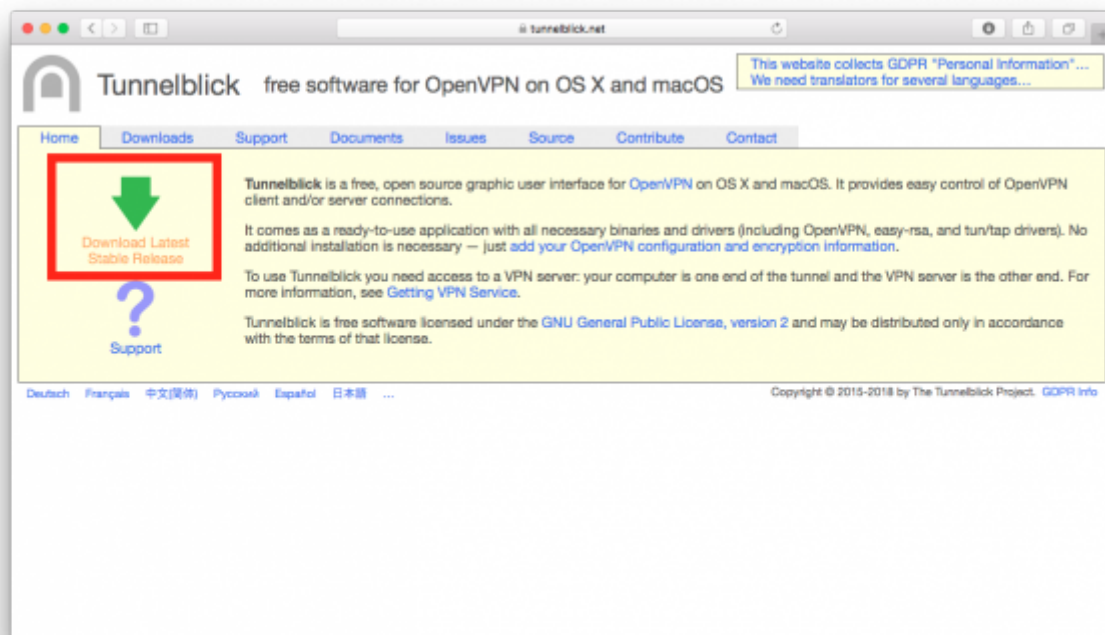 tunnelblick.net
Tunnelblick free software for OpenVPN on OS X and macOS
This website collects GDPR "Personal Information"...
We need translators for several languages...
Home Downloads Support Documents Issues Source Contribute Contact
Download Latest
Stable Release
Support
Tunnelblick is a free, open source graphic user interface for OpenVPN on OS X and macOS. It provides easy control of OpenVPN
client and/or server connections.
It comes as a ready-to-use application with all necessary binaries and drivers (including OpenVPN, easy-rsa, and tun/tap drivers). No
additional installation is necessary — just add your OpenVPN configuration and encryption information.
To use Tunnelblick you need access to a VPN server: your computer is one end of the tunnel and the VPN server is the other end. For
more information, see Getting VPN Service.
Tunnelblick is free software licensed under the GNU General Public License, version 2 and may be distributed only in accordance
with the terms of that license.
Deutsch Français 中文(简体) Русский Español 日本語 ...
Copyright © 2015-2018 by The Tunnelblick Project. GDPR Info